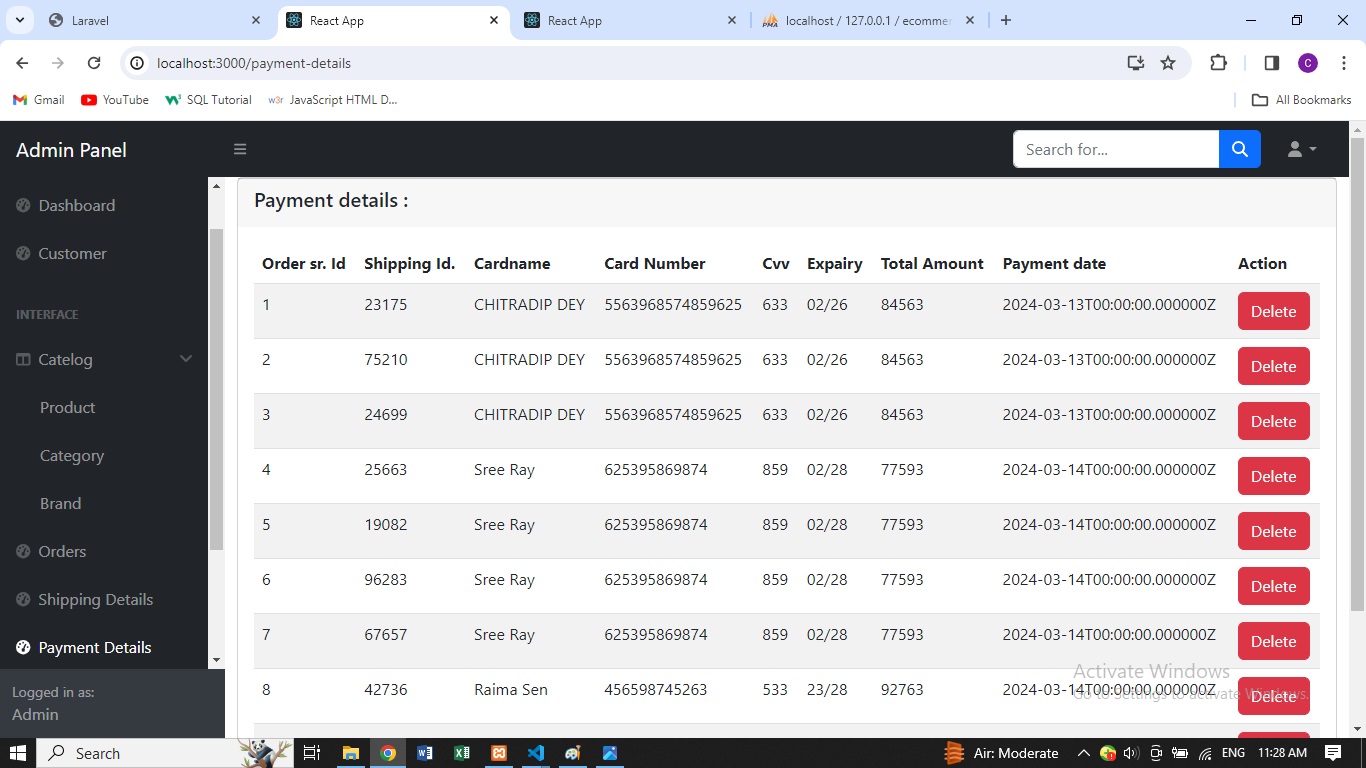 Laravel
React App
React App
localhost / 127.0.0.1 / ecomme
localhost:3000/payment-details
C
Gmail
YouTube
SQL Tutorial
JavaScript HTML D...
All Bookmarks
Admin Panel
Search for...
Dashboard
Customer
INTERFACE
Catelog
Product
Category
Brand
Orders
Shipping Details
Payment Details
Logged in as:
Admin
Payment details :
Order sr. Id Shipping Id. Cardname Card Number Cvv Expairy Total Amount Payment date Action
1 23175 CHITRADIP DEY 5563968574859625 633 02/26 84563 2024-03-13T00:00:00.000000Z Delete
2 75210 CHITRADIP DEY 5563968574859625 633 02/26 84563 2024-03-13T00:00:00.000000Z Delete
3 24699 CHITRADIP DEY 5563968574859625 633 02/26 84563 2024-03-13T00:00:00.000000Z Delete
4 25663 Sree Ray 625395869874 859 02/28 77593 2024-03-14T00:00:00.000000Z Delete
5 19082 Sree Ray 625395869874 859 02/28 77593 2024-03-14T00:00:00.000000Z Delete
6 96283 Sree Ray 625395869874 859 02/28 77593 2024-03-14T00:00:00.000000Z Delete
7 67657 Sree Ray 625395869874 859 02/28 77593 2024-03-14T00:00:00.000000Z Delete
8 42736 Raima Sen 456598745263 533 23/28 92763 2024-03-14T00:00:00.000000Z Delete
Activate Windows
Go to Settings to activate Windows.
Search
Air: Moderate
ENG
11:28 AM